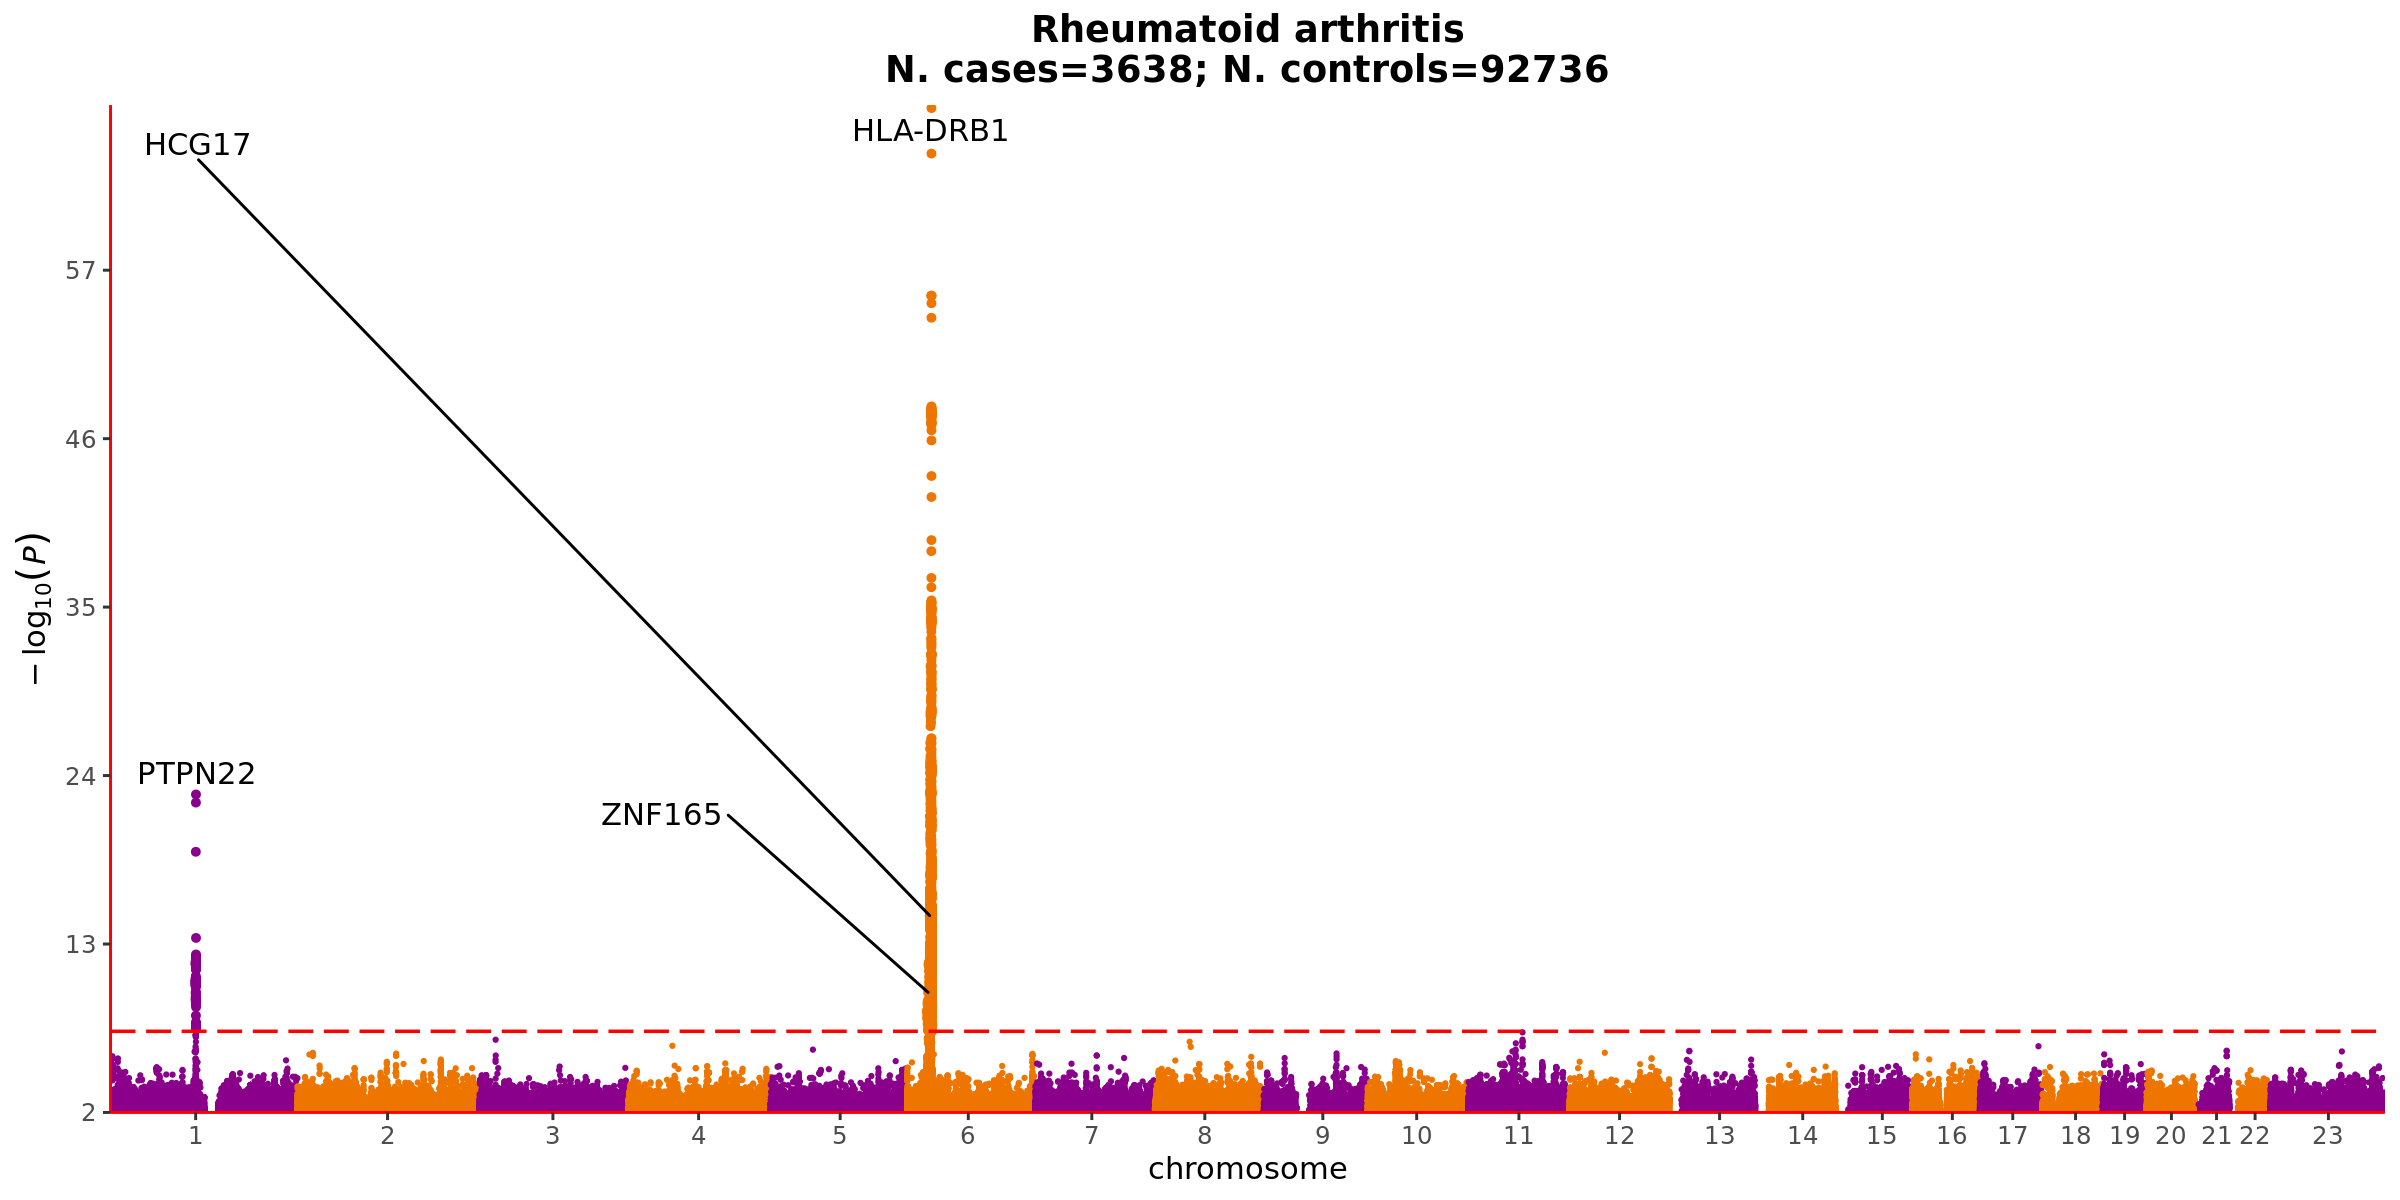 Rheumatoid arthritis
N. cases=3638; N. controls=92736
HCG17
HLA-DRB1
57
46
35
24
13
2
− log10(P)
PTPN22
ZNF165
1 2 3 4 5 6 7 8 9 10 11 12 13 14 15 16 17 18 19 20 21 22 23
chromosome